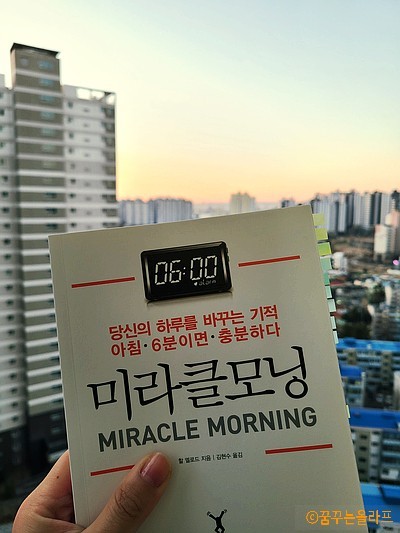 06:00
alarm
당신의 하루를 바꾸는 기적
아침·6분이면·충분하다
미라클모닝
MIRACLE MORNING
할 엘로드 지음 | 김현수 옮김
©꿈꾸는올라프